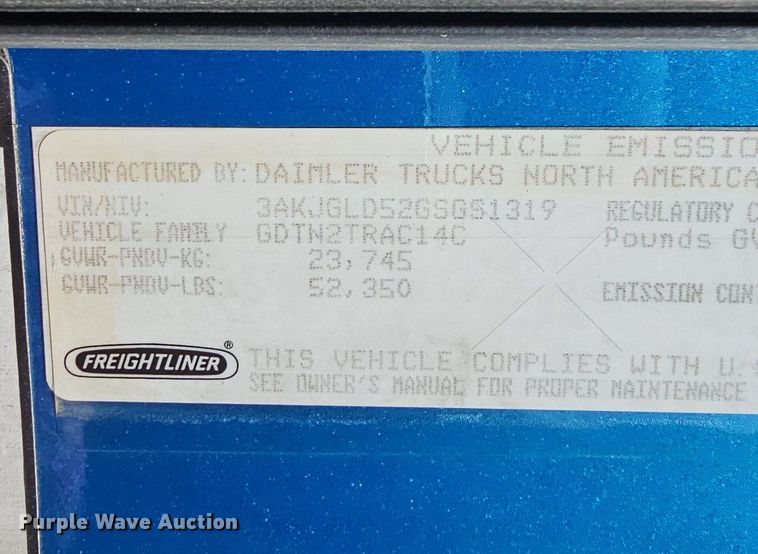 VEHICLE EMISSIO
MANUFACTURED BY: DAIMLER TRUCKS NORTH AMERICA
VIN/NIV: 3AKJGLD52GSGS1319 REGULATORY C
VEHICLE FAMILY GDTN2TRAC14C Pounds GV
GVWR-PNBV-KG: 23,745
GVWR-PNBV-LBS: 52,350 EMISSION CONT
FREIGHTLINER® THIS VEHICLE COMPLIES WITH U.S
SEE OWNER'S MANUAL FOR PROPER MAINTENANCE
Purple Wave Auction